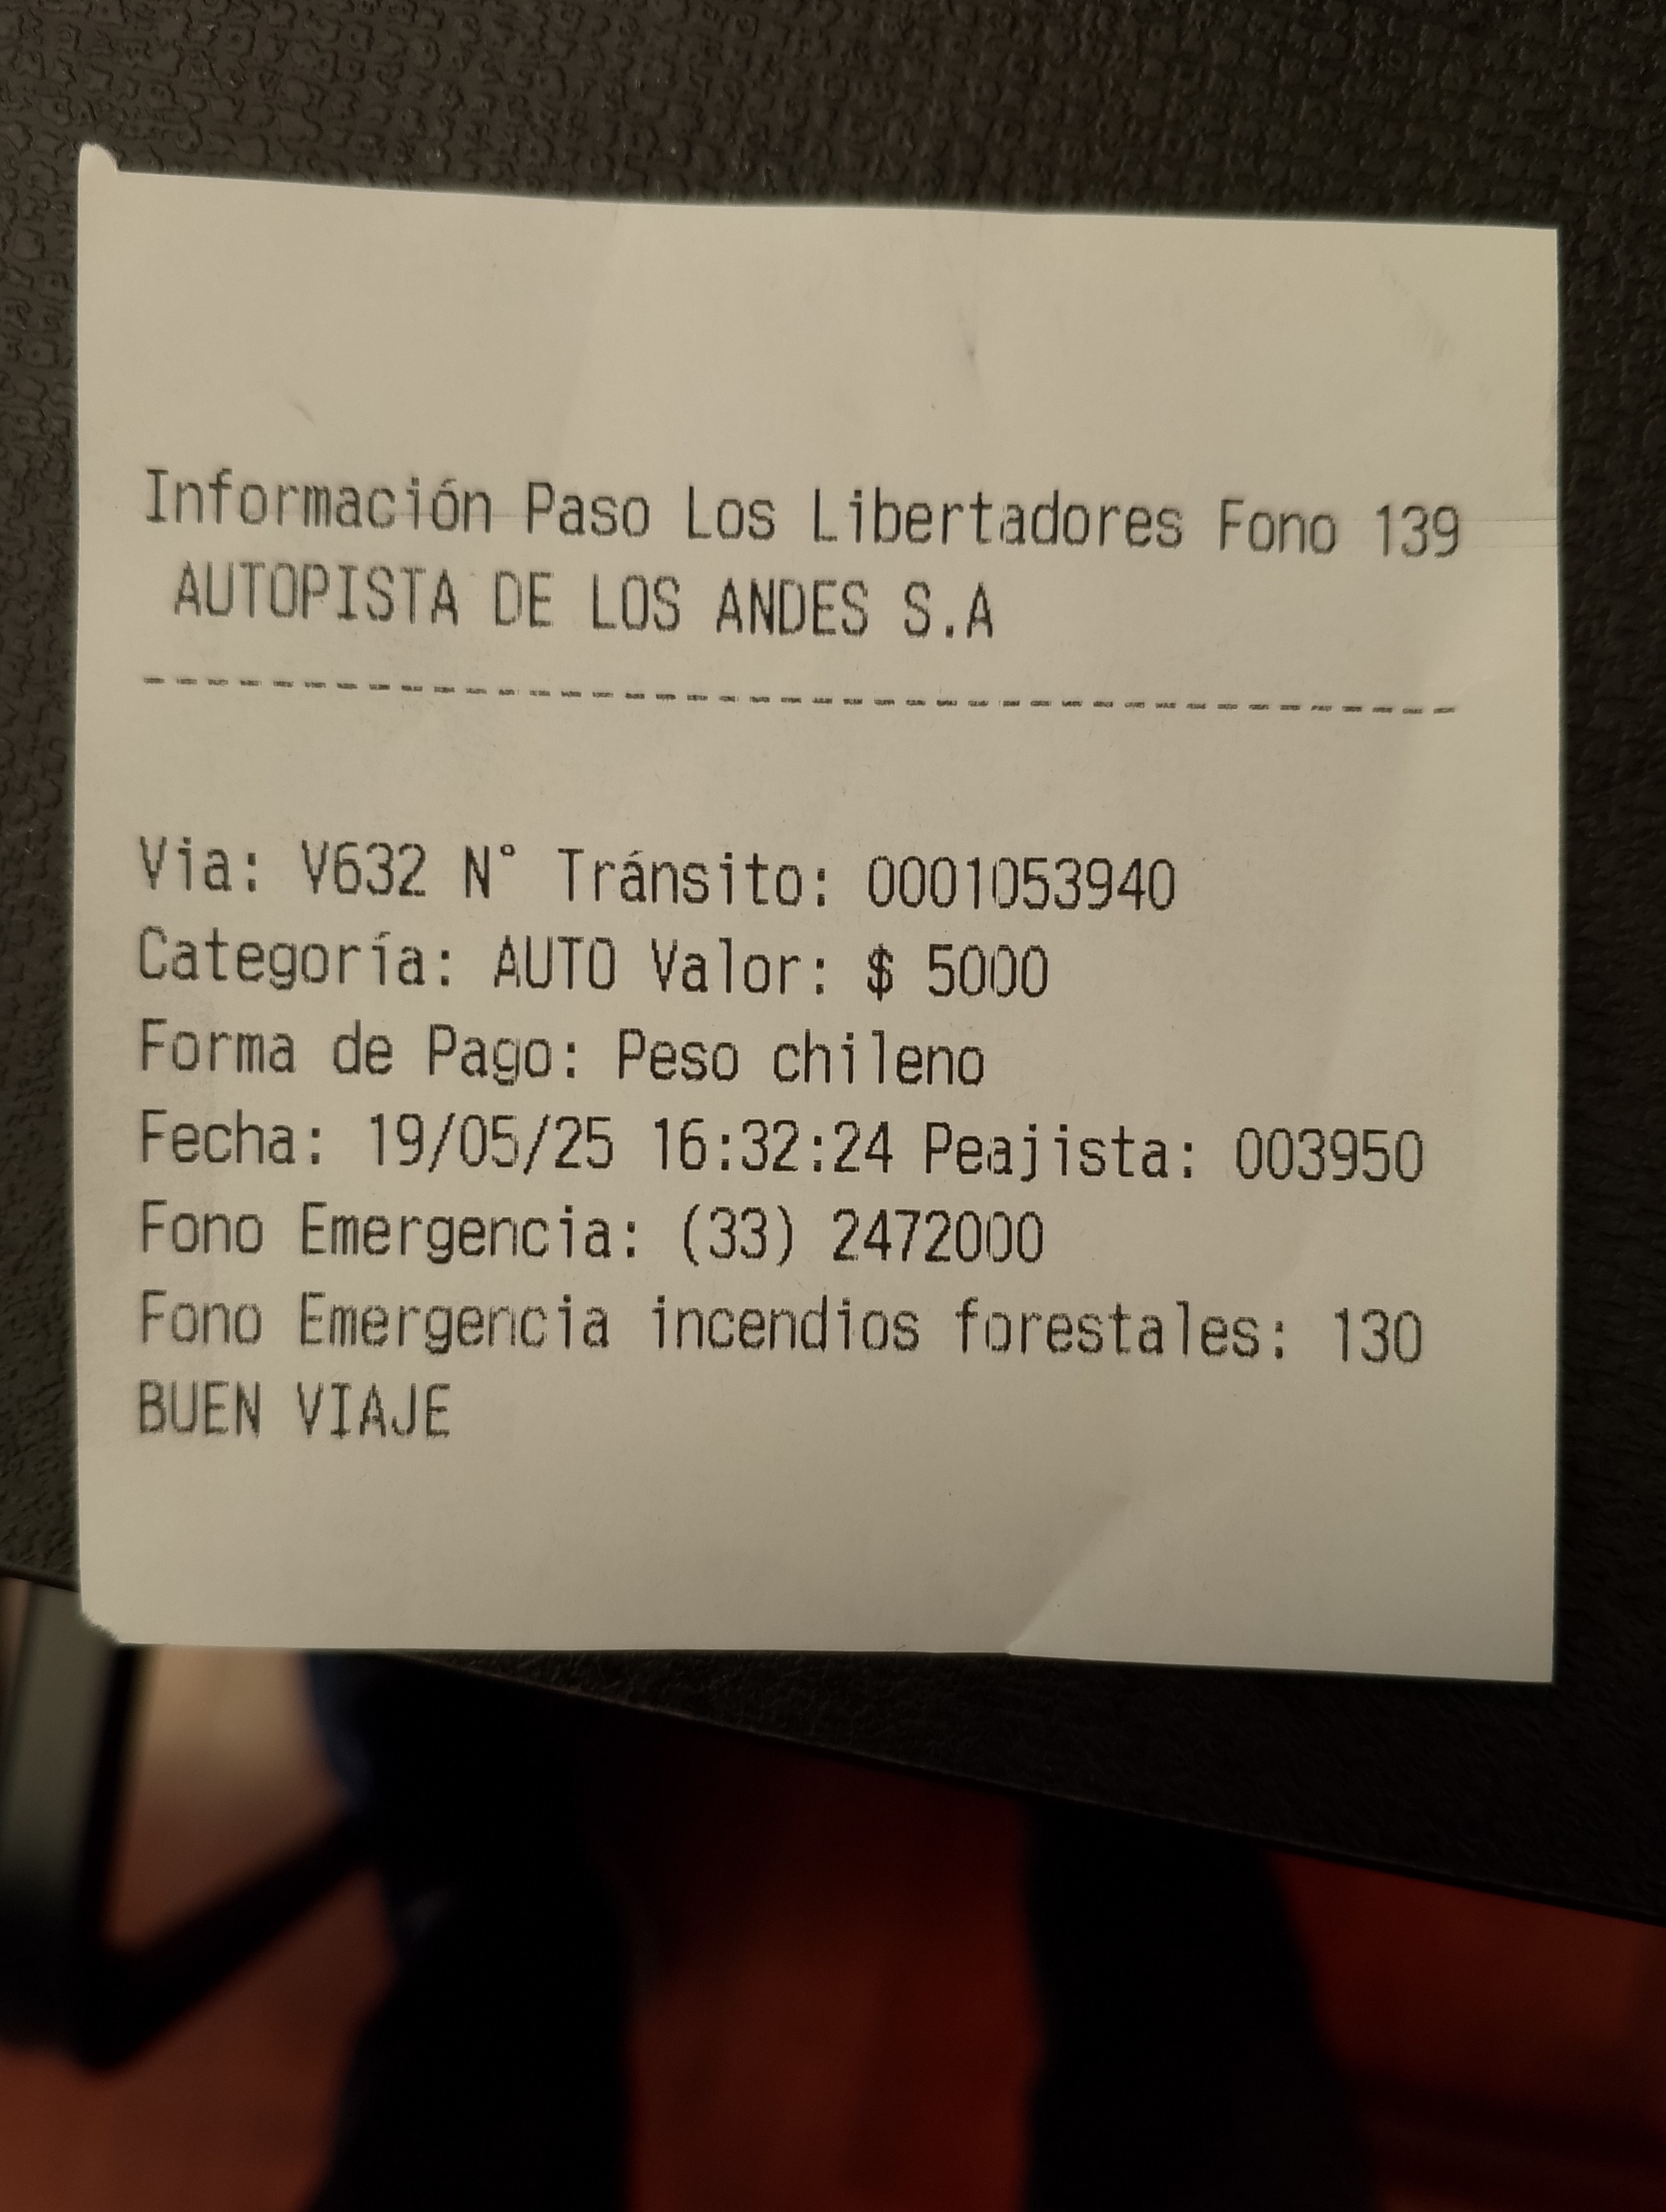 Información Paso Los Libertadores Fono 139
AUTOPISTA DE LOS ANDES S.A
------------------------------------------
Via: V632 N° Tránsito: 0001053940
Categoría: AUTO Valor: $ 5000
Forma de Pago: Peso chileno
Fecha: 19/05/25 16:32:24 Peajista: 003950
Fono Emergencia: (33) 2472000
Fono Emergencia incendios forestales: 130
BUEN VIAJE